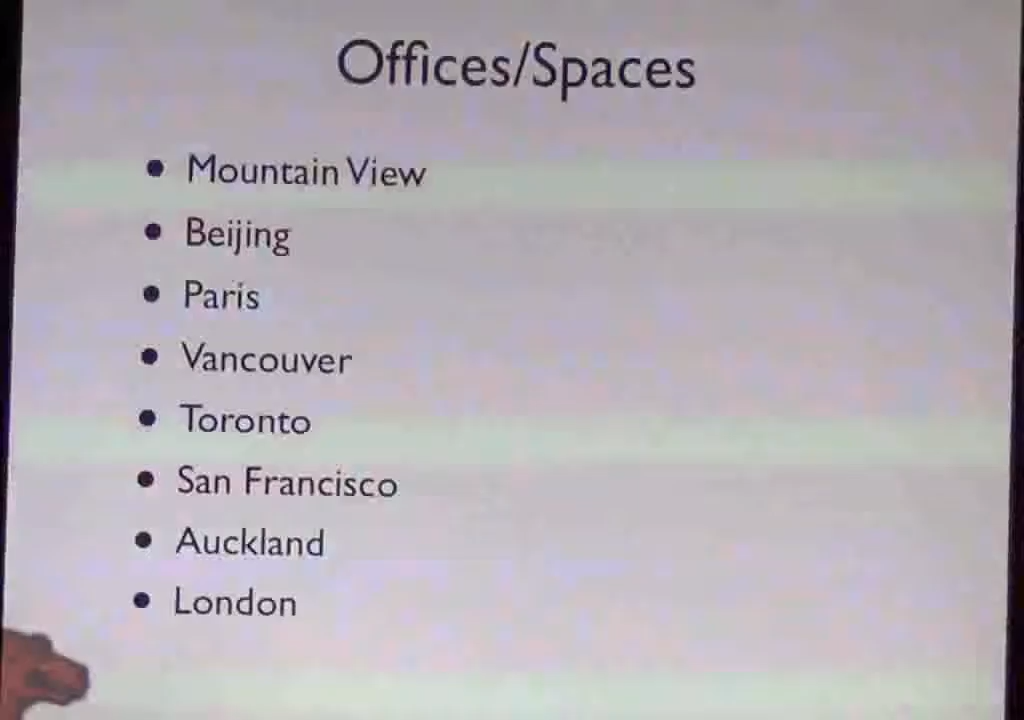 Offices/Spaces
• Mountain View
• Beijing
• Paris
• Vancouver
• Toronto
• San Francisco
• Auckland
• London